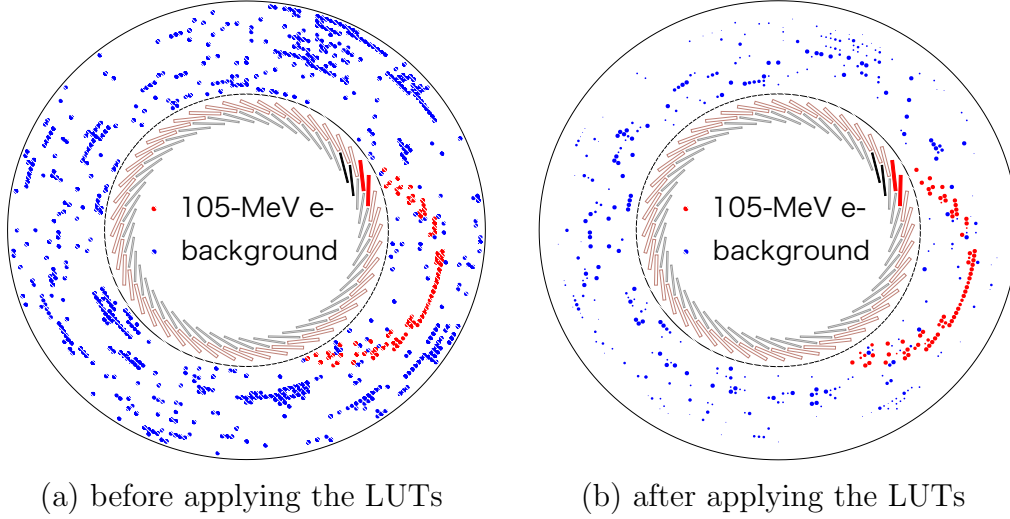 105-MeV e-
background
105-MeV e-
background
(a) before applying the LUTs
(b) after applying the LUTs